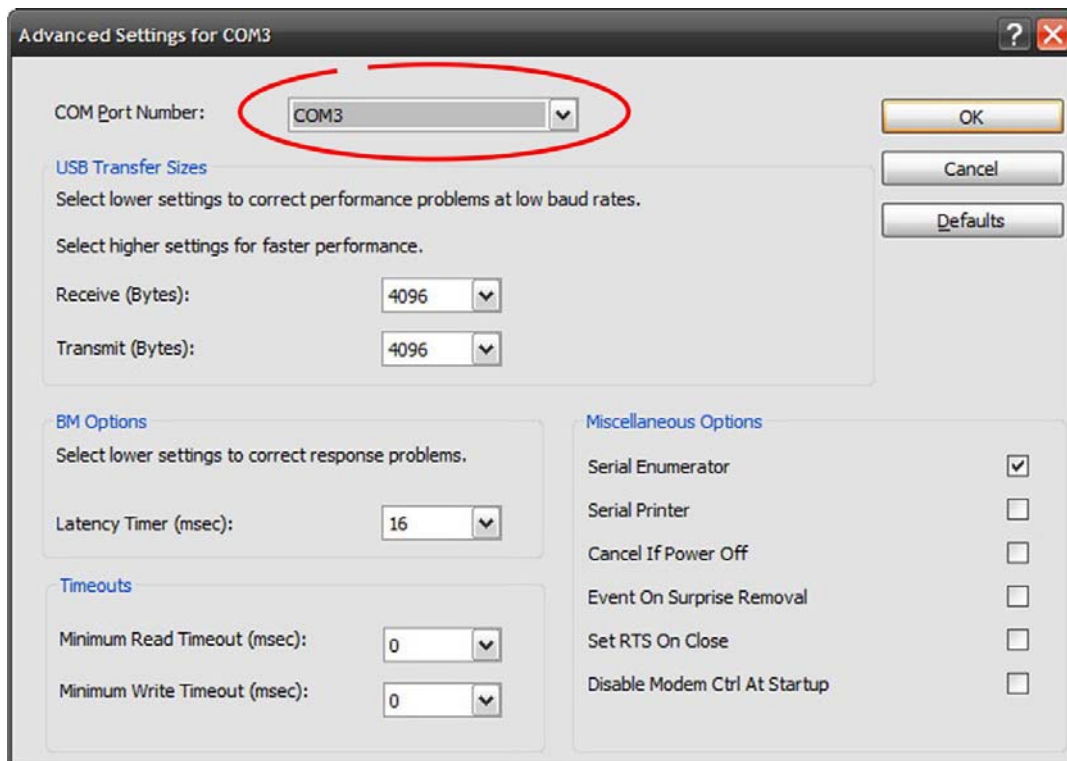 Advanced Settings for COM3
?
COM Port Number:
COM3
OK
Cancel
Defaults
USB Transfer Sizes
Select lower settings to correct performance problems at low baud rates.
Select higher settings for faster performance.
Receive (Bytes):
4096
Transmit (Bytes):
4096
BM Options
Select lower settings to correct response problems.
Latency Timer (msec):
16
Timeouts
Minimum Read Timeout (msec):
0
Minimum Write Timeout (msec):
0
Miscellaneous Options
Serial Enumerator
Serial Printer
Cancel If Power Off
Event On Surprise Removal
Set RTS On Close
Disable Modem Ctrl At Startup